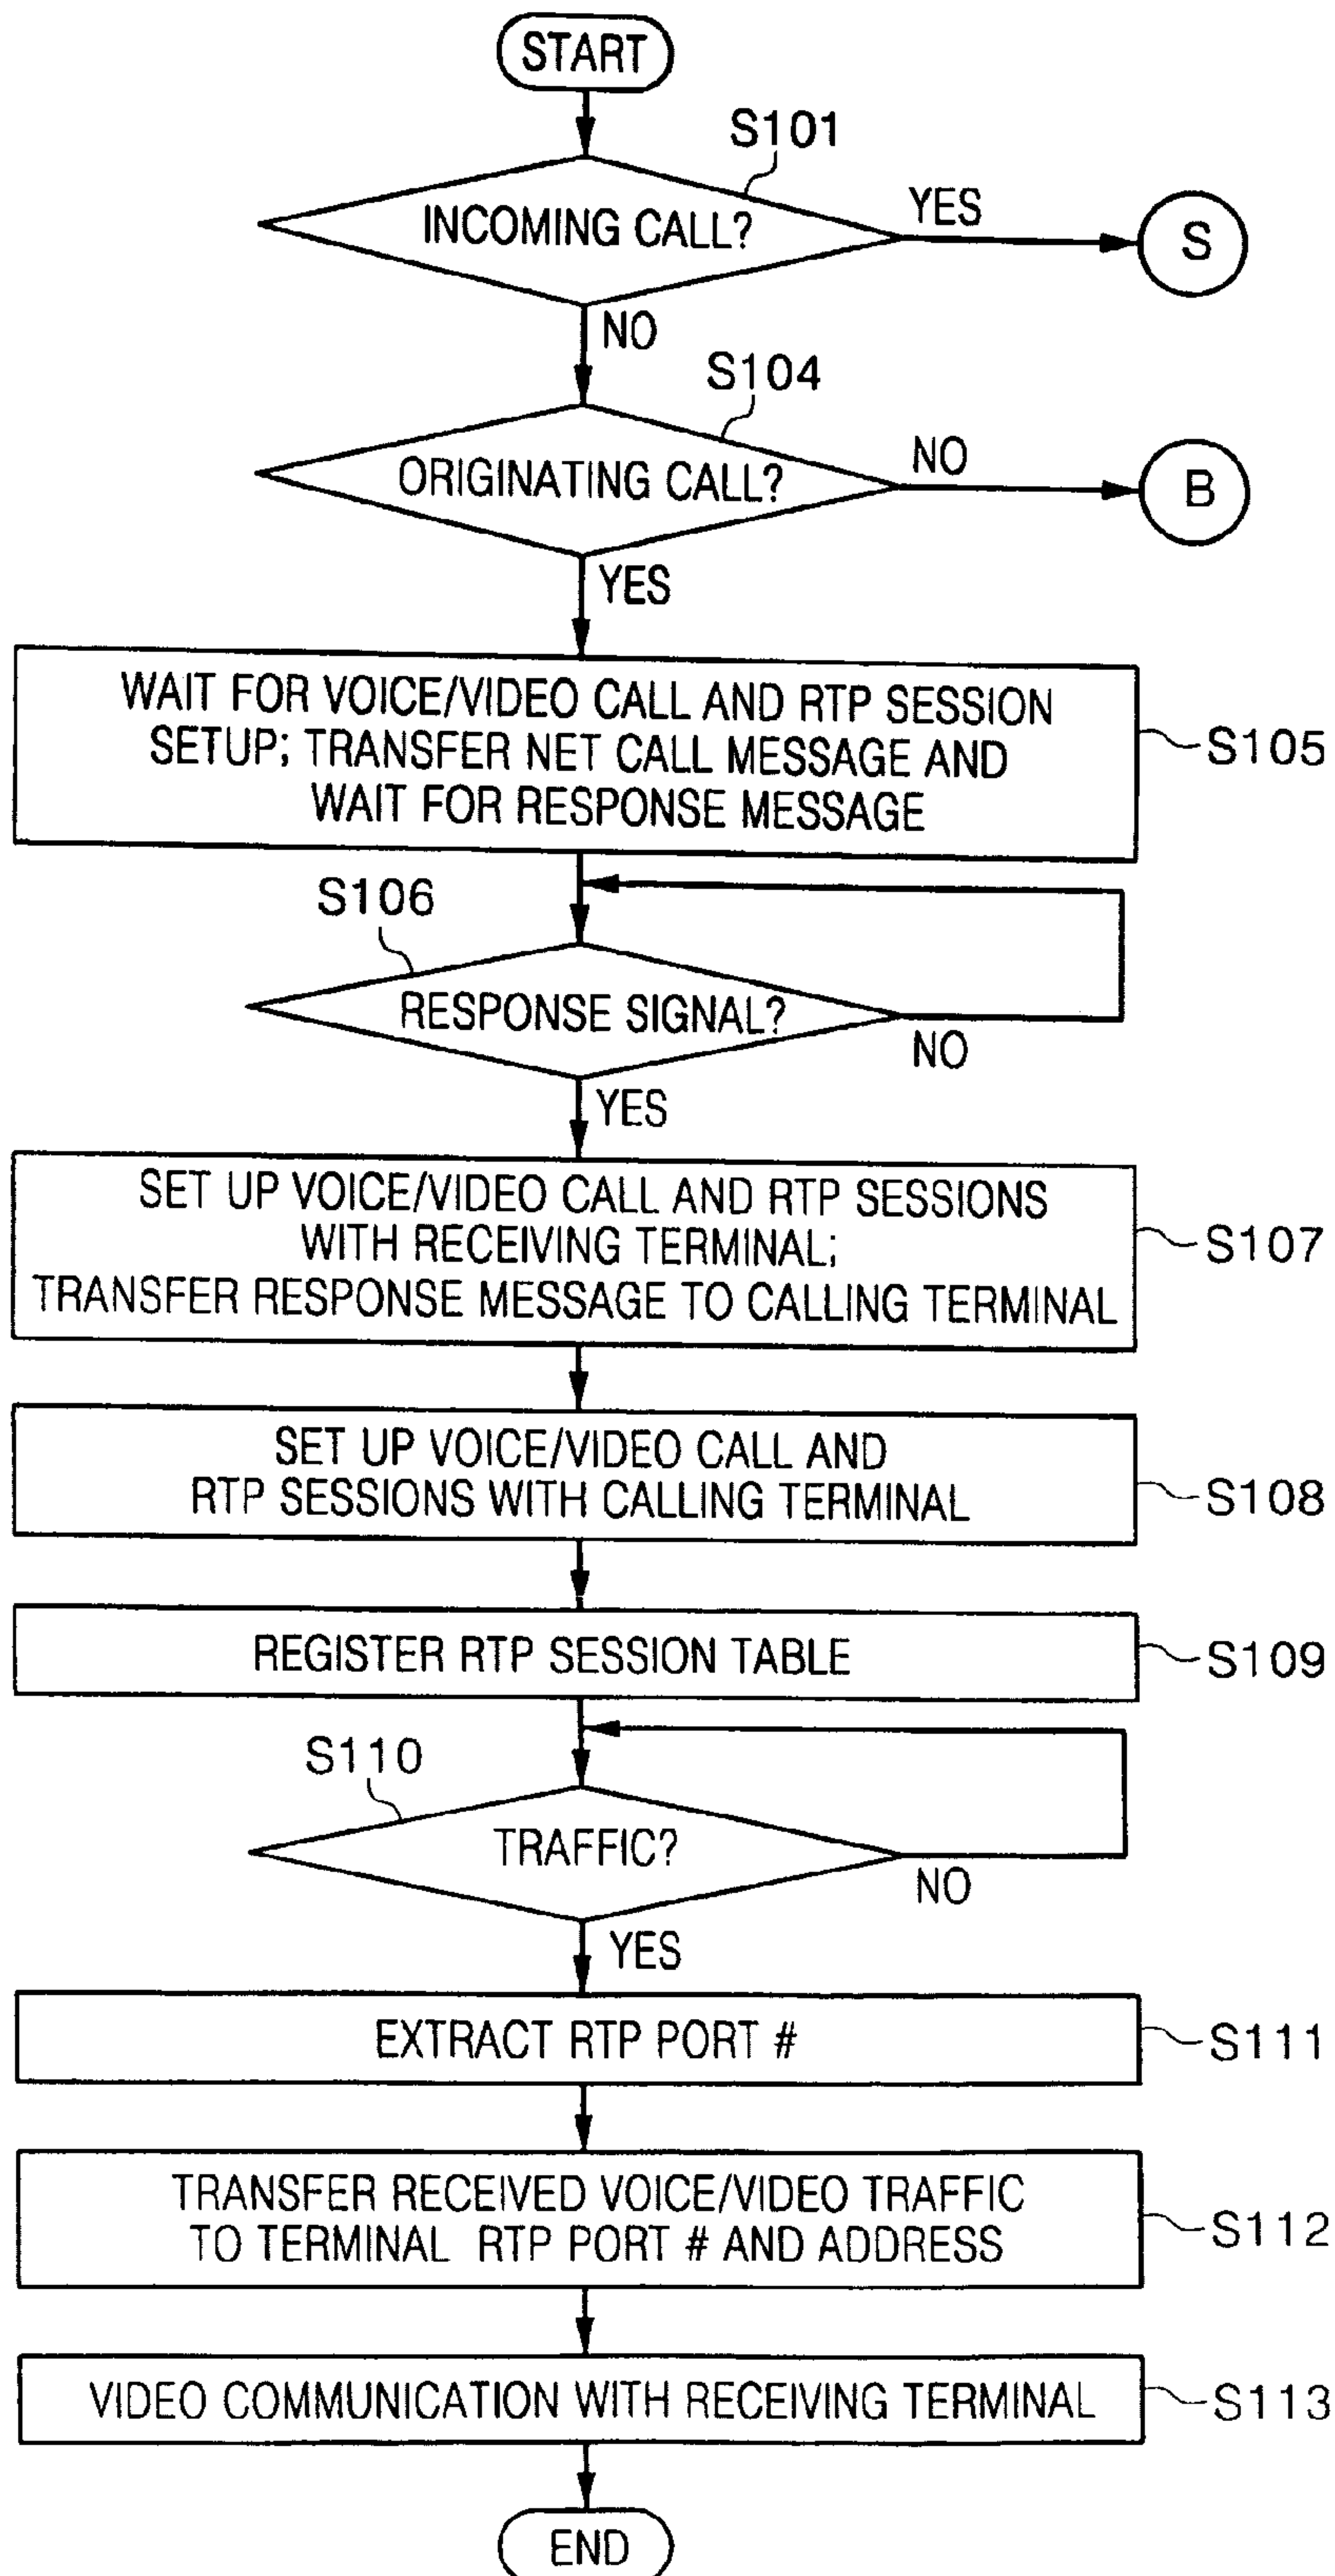 START
S101
INCOMING CALL?
YES
S
NO
S104
ORIGINATING CALL?
NO
B
YES
WAIT FOR VOICE/VIDEO CALL AND RTP SESSION
SETUP; TRANSFER NET CALL MESSAGE AND
WAIT FOR RESPONSE MESSAGE
S105
S106
RESPONSE SIGNAL?
NO
YES
SET UP VOICE/VIDEO CALL AND RTP SESSIONS
WITH RECEIVING TERMINAL;
TRANSFER RESPONSE MESSAGE TO CALLING TERMINAL
S107
SET UP VOICE/VIDEO CALL AND
RTP SESSIONS WITH CALLING TERMINAL
S108
REGISTER RTP SESSION TABLE
S109
S110
TRAFFIC?
NO
YES
EXTRACT RTP PORT #
S111
TRANSFER RECEIVED VOICE/VIDEO TRAFFIC
TO TERMINAL RTP PORT # AND ADDRESS
S112
VIDEO COMMUNICATION WITH RECEIVING TERMINAL
S113
END